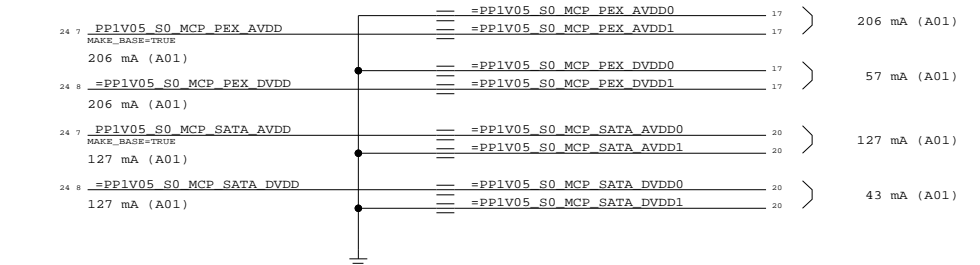 =PP1V05_S0_MCP_PEX_AVDD0 17 206 mA (A01)
24 7 PP1V05_S0_MCP_PEX_AVDD =PP1V05_S0_MCP_PEX_AVDD1 17
MAKE_BASE=TRUE
206 mA (A01)
=PP1V05_S0_MCP_PEX_DVDD0 17 57 mA (A01)
24 8 =PP1V05_S0_MCP_PEX_DVDD =PP1V05_S0_MCP_PEX_DVDD1 17
206 mA (A01)
24 7 PP1V05_S0_MCP_SATA_AVDD =PP1V05_S0_MCP_SATA_AVDD0 20 127 mA (A01)
MAKE_BASE=TRUE
=PP1V05_S0_MCP_SATA_AVDD1 20
127 mA (A01)
24 8 =PP1V05_S0_MCP_SATA_DVDD =PP1V05_S0_MCP_SATA_DVDD0 20 43 mA (A01)
127 mA (A01) =PP1V05_S0_MCP_SATA_DVDD1 20